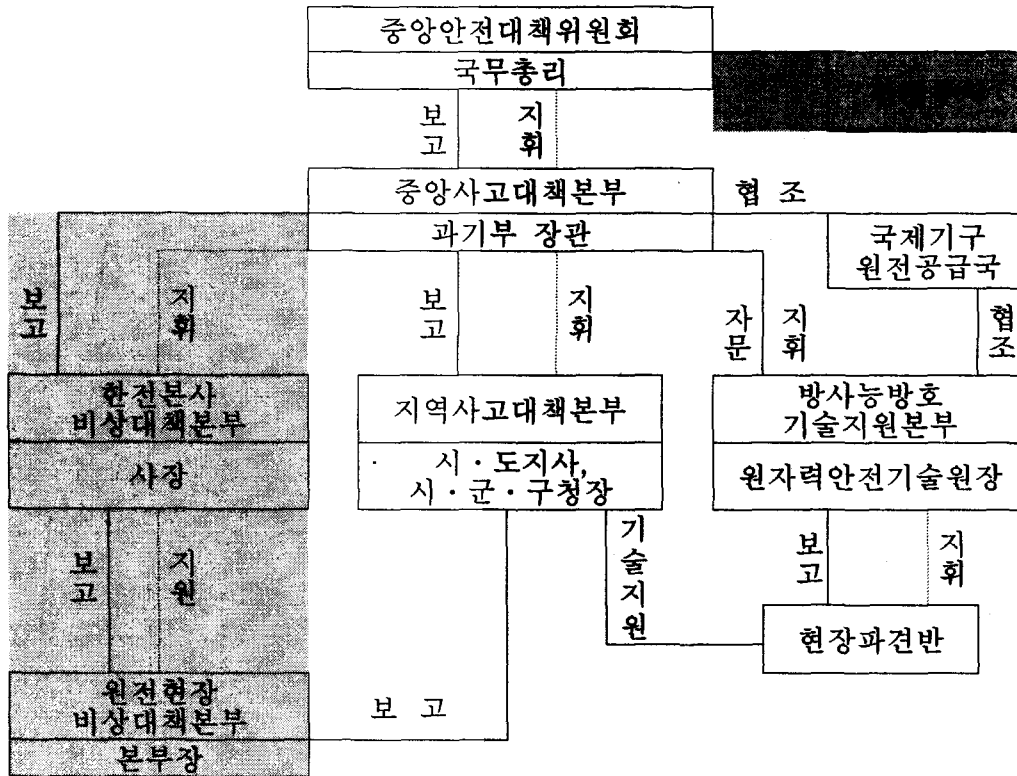 중앙안전대책위원회
국무총리
보고
지휘
중앙사고대책본부
협 조
과기부 장관
국제기구
원전공급국
보고
지휘
보고
지휘
자문
지휘
협조
한전본사
비상대책본부
사장
지역사고대책본부
시·도지사,
시·군·구청장
방사능방호
기술지원본부
원자력안전기술원장
보고
지원
기술지원
보고
지휘
현장파견반
원전현장
비상대책본부
본부장
보 고